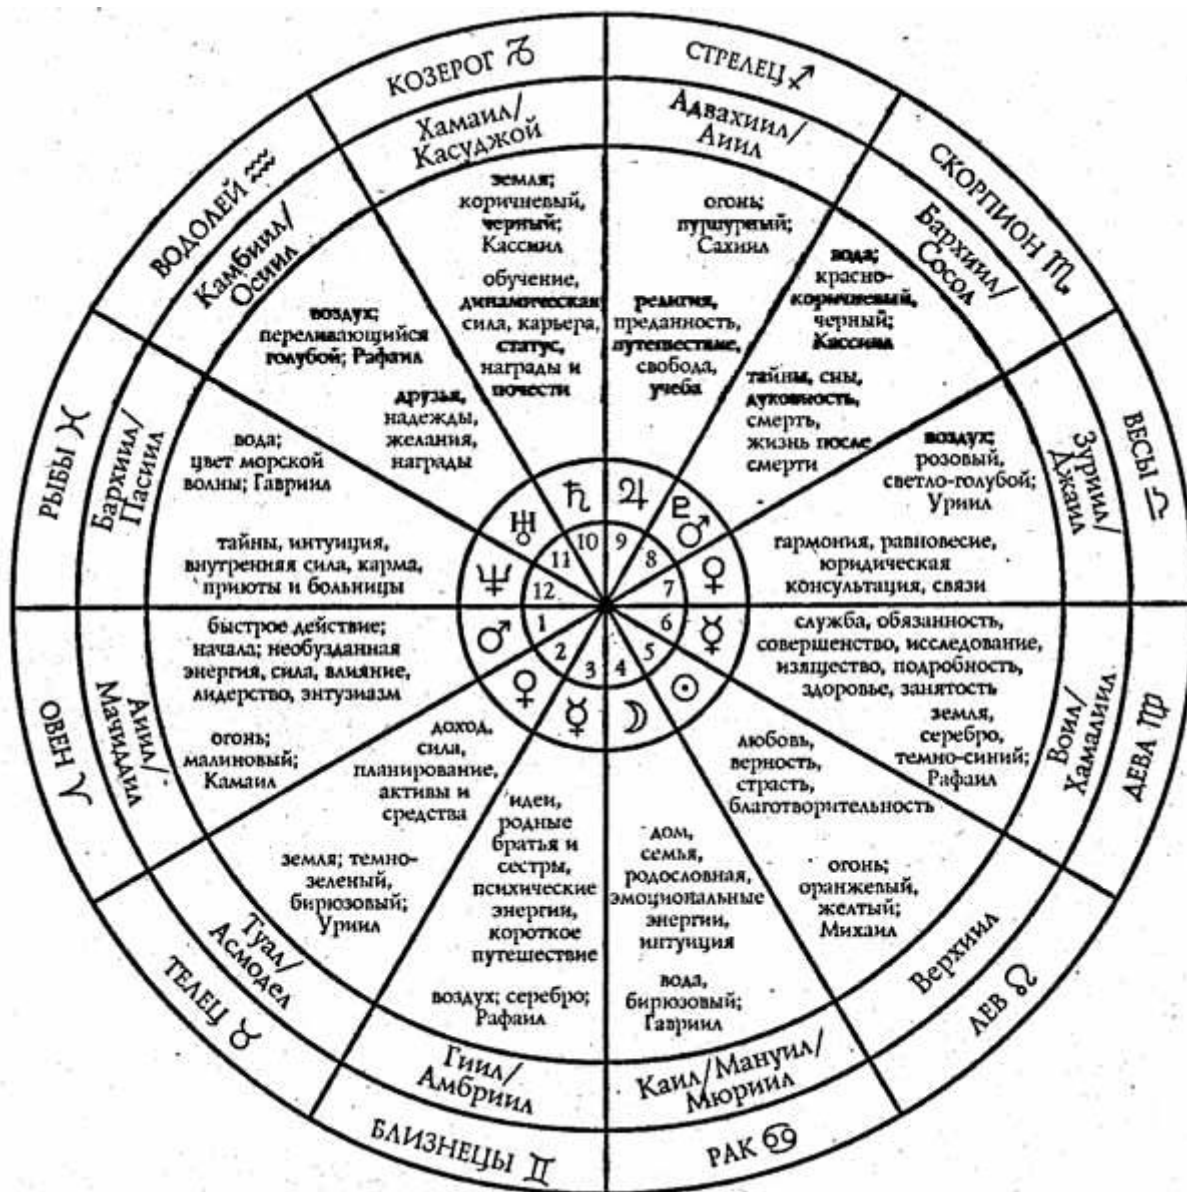 КОЗЕРОГ ♑
Хамаил/
Касуджой
земля;
коричневый,
черный;
Кассиил
обучение,
динамическая
сила, карьера,
статус,
награды и
почести
♄
10
СТРЕЛЕЦ ♐
Адвахиил/
Аиил
огонь;
пурпурный;
Сахиил
религия,
преданность,
путешествие,
свобода,
учеба
♃
9
СКОРПИОН ♏
Бархиил/
Сосол
вода;
красно-
коричневый,
черный;
Кассиил
тайны, сны,
духовность,
смерть,
жизнь после
смерти
♇♂
8
ВЕСЫ ♎
Зуриил/
Джаил
воздух;
розовый,
светло-голубой;
Уриил
гармония, равновесие,
юридическая
консультация, связи
♀
7
ДЕВА ♍
Воил/
Хамалиил
служба, обязанность,
совершенство, исследование,
изящество, подробность,
здоровье, занятость
земля,
серебро,
темно-синий;
Рафаил
☿
6
ЛЕВ ☊
Верхиил
любовь,
верность,
страсть,
благотворительность
огонь;
оранжевый,
желтый;
Михаил
☉
5
РАК ♋
Каил/Мануил/
Мюриил
дом,
семья,
родословная,
эмоциональные
энергии,
интуиция
вода,
бирюзовый;
Гавриил
☽
4
БЛИЗНЕЦЫ ♊
Гиил/
Амбриил
идеи,
родные
братья и
сестры,
психические
энергии,
короткое
путешествие
воздух; серебро;
Рафаил
☿
3
ТЕЛЕЦ ♉
Туал/
Асмодел
доход,
сила,
планирование,
активы и
средства
земля; темно-
зеленый,
бирюзовый;
Уриил
♀
2
ОВЕН ♈
Аиил/
Мачиддил
быстрое действие;
начала; необузданная
энергия, сила, влияние,
лидерство, энтузиазм
огонь;
малиновый;
Камаил
♂
1
РЫБЫ ♓
Бархиил/
Пасиил
вода;
цвет морской
волны; Гавриил
тайны, интуиция,
внутренняя сила, карма,
приюты и больницы
♆
12
ВОДОЛЕЙ ♒
Камбиил/
Осиил
воздух;
переливающийся
голубой; Рафаил
друзья,
надежды,
желания,
награды
♅
11